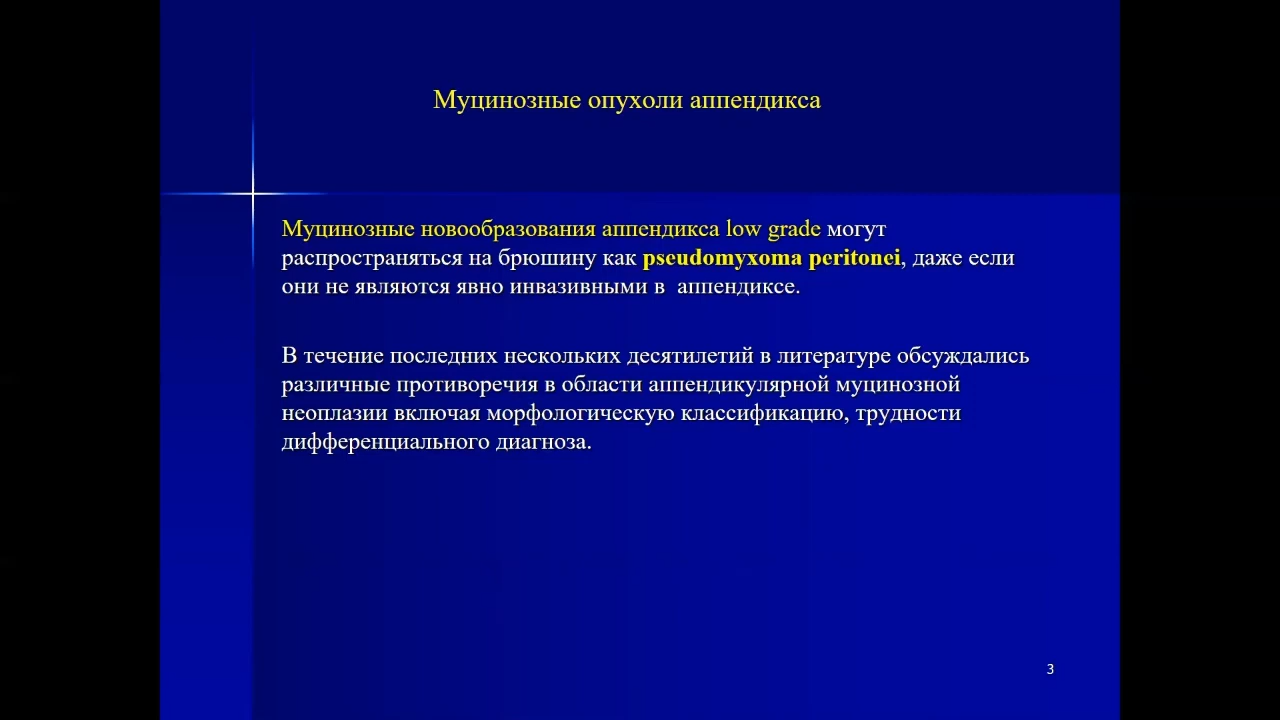 Муцинозные опухоли аппендикса
Муцинозные новообразования аппендикса low grade могут
распространяться на брюшину как pseudomyxoma peritonei, даже если
они не являются явно инвазивными в  аппендиксе.
В течение последних нескольких десятилетий в литературе обсуждались
различные противоречия в области аппендикулярной муцинозной
неоплазии включая морфологическую классификацию, трудности
дифференциального диагноза.
3